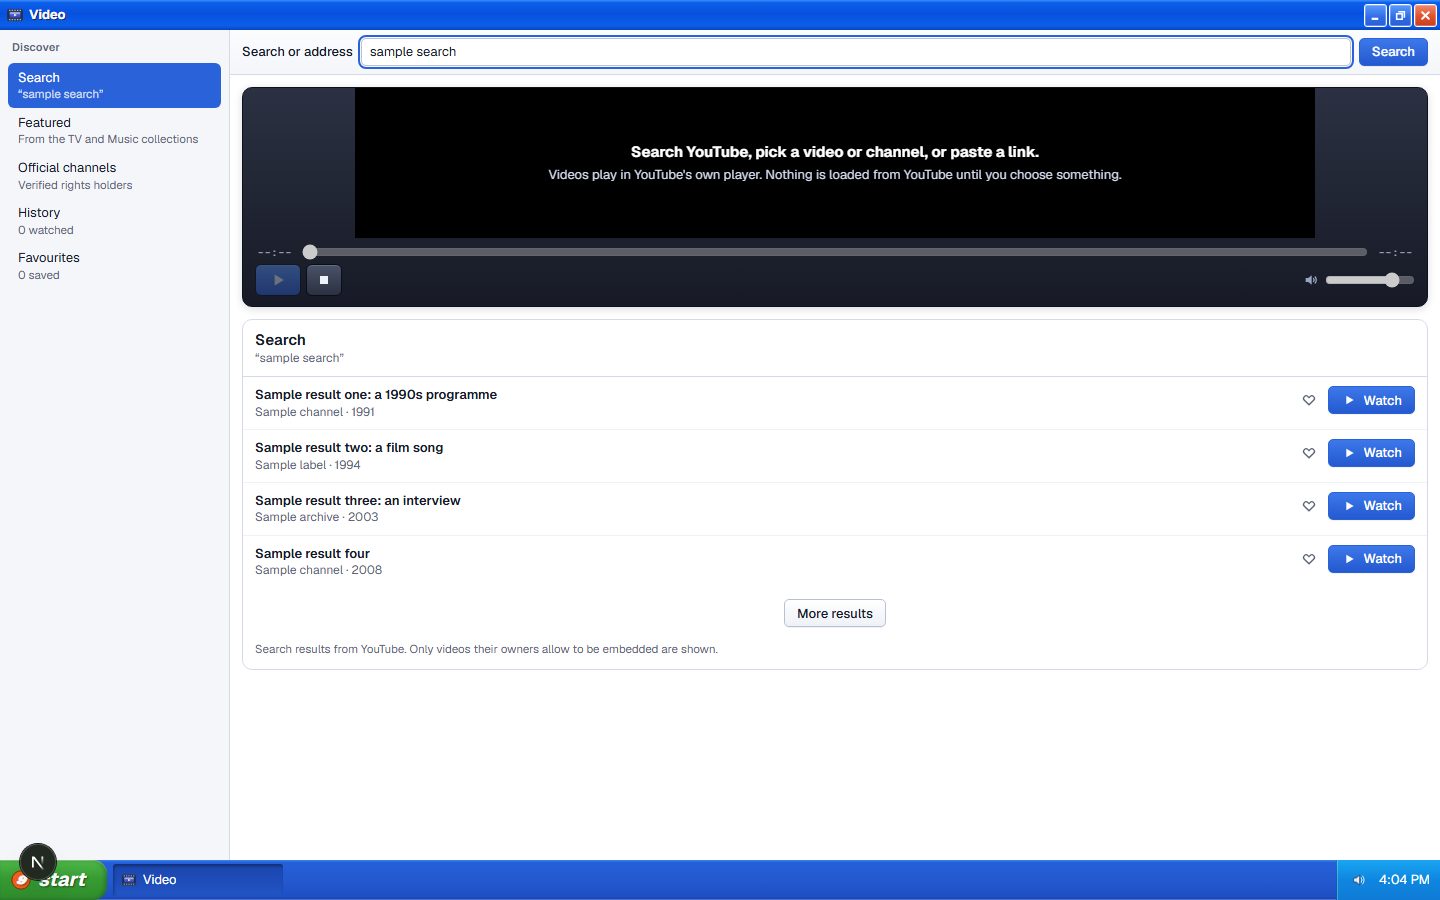 Video
Discover
Search
“sample search”
Featured
From the TV and Music collections
Official channels
Verified rights holders
History
0 watched
Favourites
0 saved
Search or address
sample search
Search
Search YouTube, pick a video or channel, or paste a link.
Videos play in YouTube's own player. Nothing is loaded from YouTube until you choose something.
--:--
--:--
Search
“sample search”
Sample result one: a 1990s programme
Sample channel · 1991
Watch
Sample result two: a film song
Sample label · 1994
Watch
Sample result three: an interview
Sample archive · 2003
Watch
Sample result four
Sample channel · 2008
Watch
More results
Search results from YouTube. Only videos their owners allow to be embedded are shown.
N
start
Video
4:04 PM